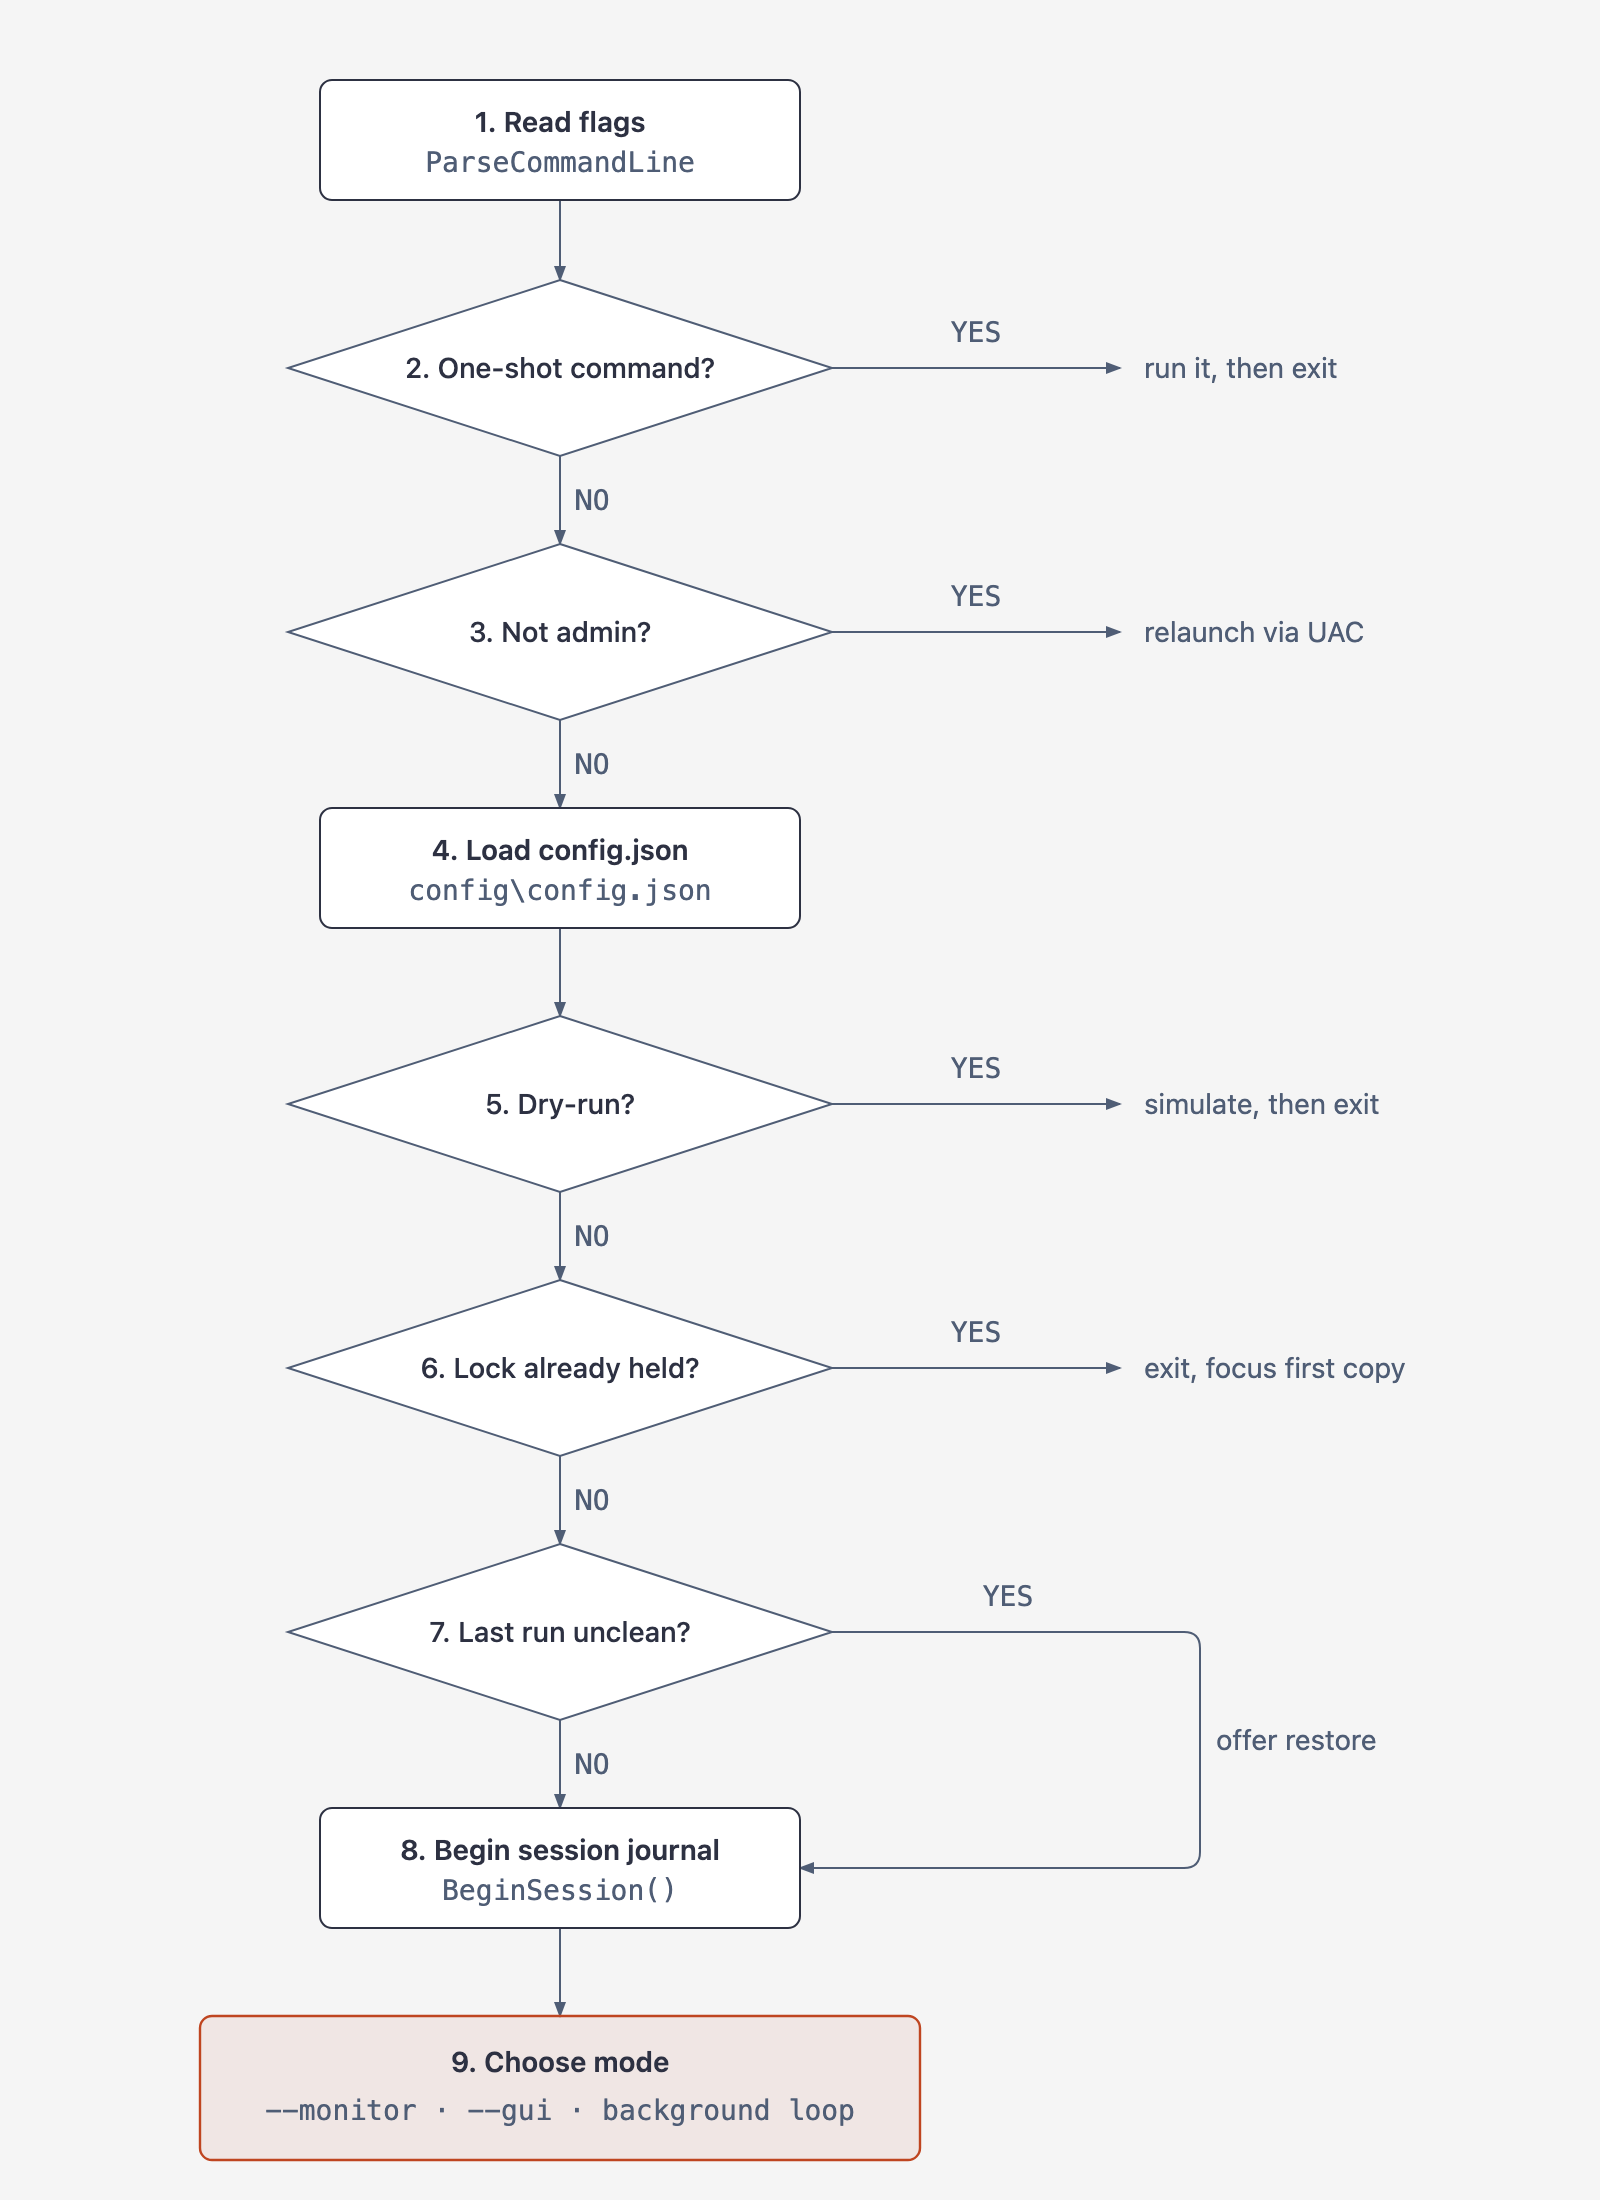 1. Read flags
ParseCommandLine
2. One-shot command?
YES
run it, then exit
NO
3. Not admin?
YES
relaunch via UAC
NO
4. Load config.json
config\config.json
5. Dry-run?
YES
simulate, then exit
NO
6. Lock already held?
YES
exit, focus first copy
NO
7. Last run unclean?
YES
offer restore
NO
8. Begin session journal
BeginSession()
9. Choose mode
--monitor · --gui · background loop